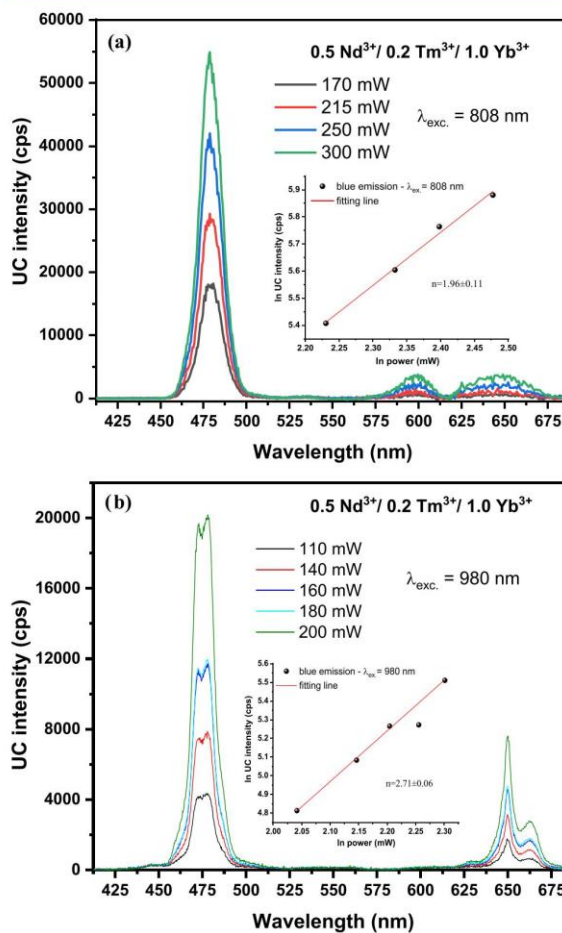 (a)
0.5 Nd³⁺/ 0.2 Tm³⁺/ 1.0 Yb³⁺
170 mW
215 mW
250 mW
300 mW
λexc. = 808 nm
UC intensity (cps)
60000
50000
40000
30000
20000
10000
0
blue emission - λex.= 808 nm
fitting line
n=1.96±0.11
ln UC intensity (cps)
5.9
5.8
5.7
5.6
5.5
5.4
2.20 2.25 2.30 2.35 2.40 2.45 2.50
ln power (mW)
425 450 475 500 525 550 575 600 625 650 675
Wavelength (nm)
(b)
0.5 Nd³⁺/ 0.2 Tm³⁺/ 1.0 Yb³⁺
110 mW
140 mW
160 mW
180 mW
200 mW
λexc. = 980 nm
UC intensity (cps)
20000
16000
12000
8000
4000
0
blue emission - λex.= 980 nm
fitting line
n=2.71±0.06
ln UC intensity (cps)
5.6
5.5
5.4
5.3
5.2
5.1
5.0
4.9
4.8
2.05 2.10 2.15 2.20 2.25 2.30
ln power (mW)
425 450 475 500 525 550 575 600 625 650 675
Wavelength (nm)